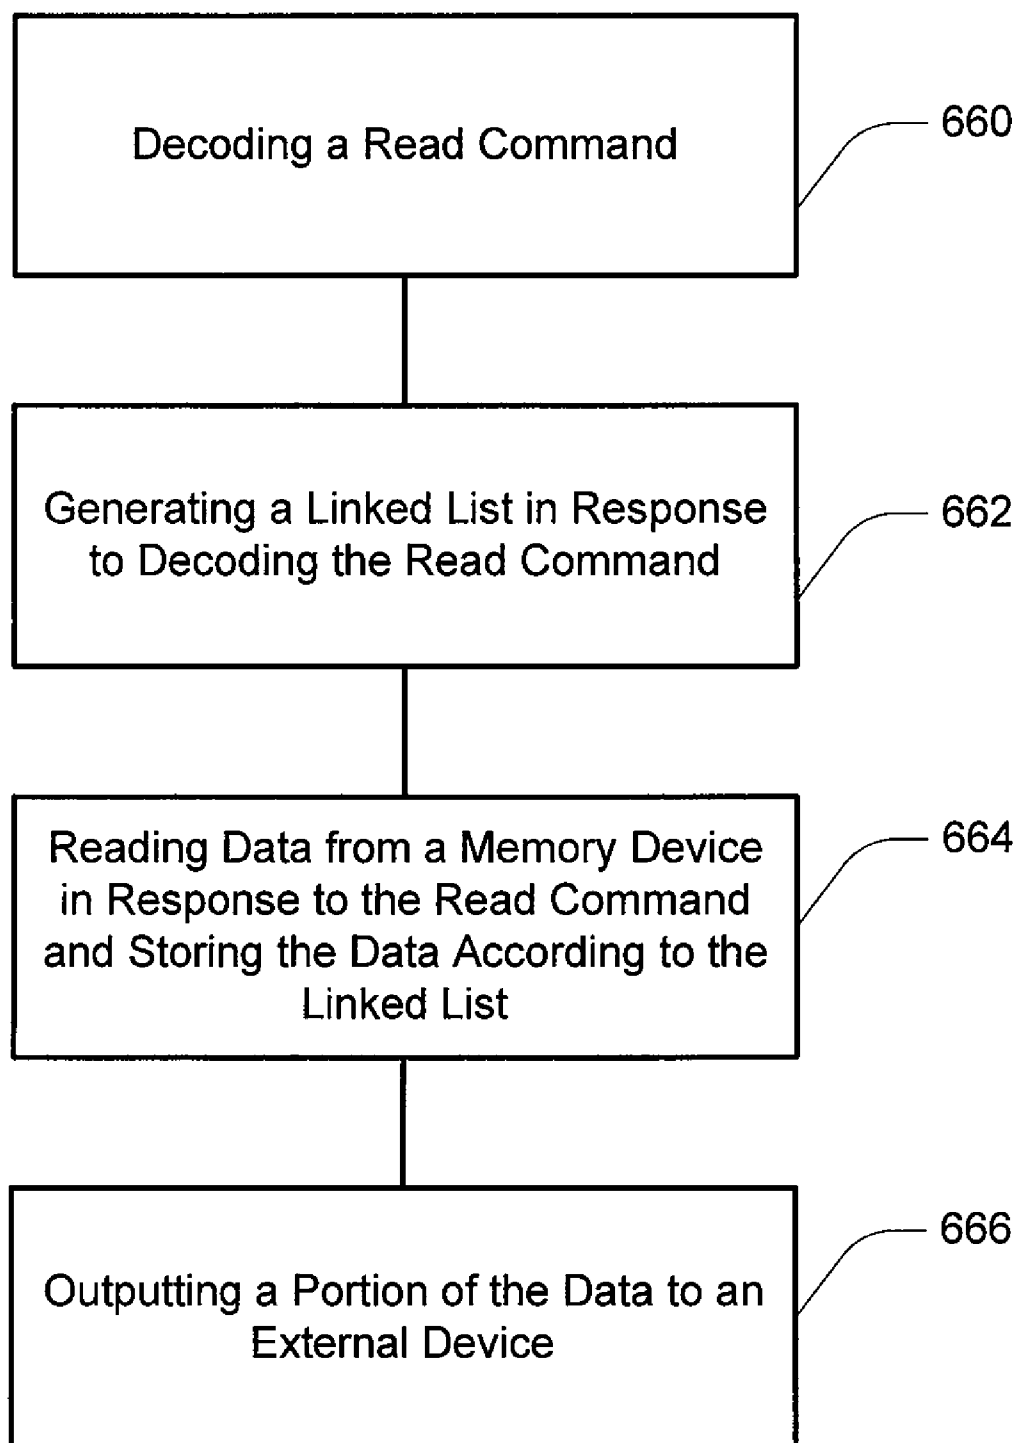 Decoding a Read Command
660
Generating a Linked List in Response
to Decoding the Read Command
662
Reading Data from a Memory Device
in Response to the Read Command
and Storing the Data According to the
Linked List
664
Outputting a Portion of the Data to an
External Device
666